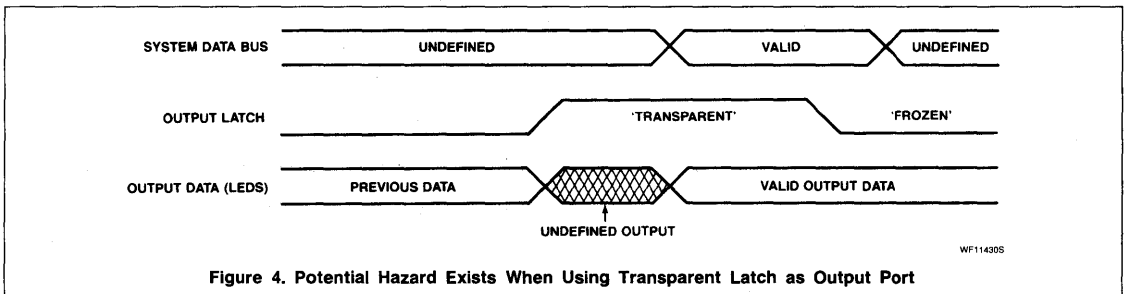 SYSTEM DATA BUS UNDEFINED VALID UNDEFINED
OUTPUT LATCH 'TRANSPARENT' 'FROZEN'
OUTPUT DATA (LEDS) PREVIOUS DATA VALID OUTPUT DATA
UNDEFINED OUTPUT
WF11430S
Figure 4. Potential Hazard Exists When Using Transparent Latch as Output Port